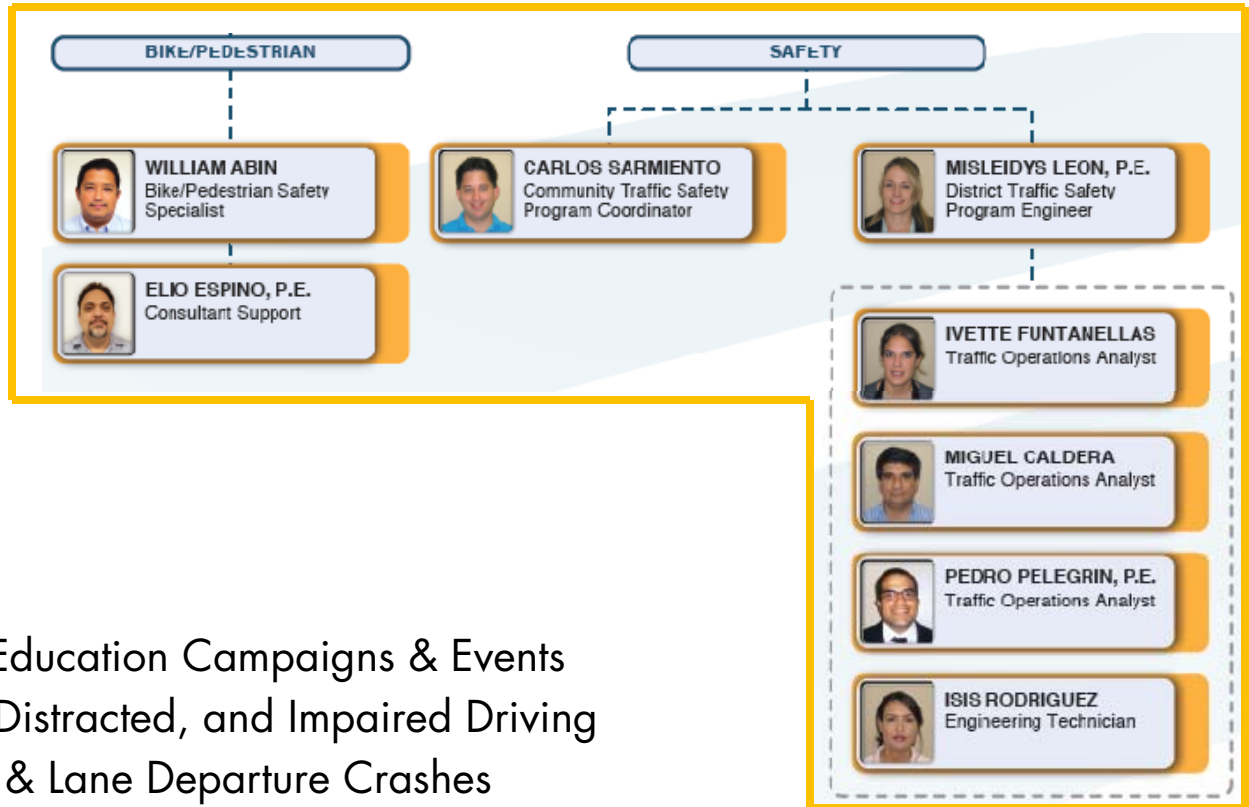 BIKE/PEDESTRIAN
SAFETY
WILLIAM ABIN
Bike/Pedestrian Safety
Specialist
CARLOS SARMIENTO
Community Traffic Safety
Program Coordinator
MISLEIDYS LEON, P.E.
District Traffic Safety
Program Engineer
ELIO ESPINO, P.E.
Consultant Support
IVETTE FUNTANELLAS
Traffic Operations Analyst
MIGUEL CALDERA
Traffic Operations Analyst
PEDRO PELEGRIN, P.E.
Traffic Operations Analyst
ISIS RODRIGUEZ
Engineering Technician
Education Campaigns & Events
Distracted, and Impaired Driving
& Lane Departure Crashes